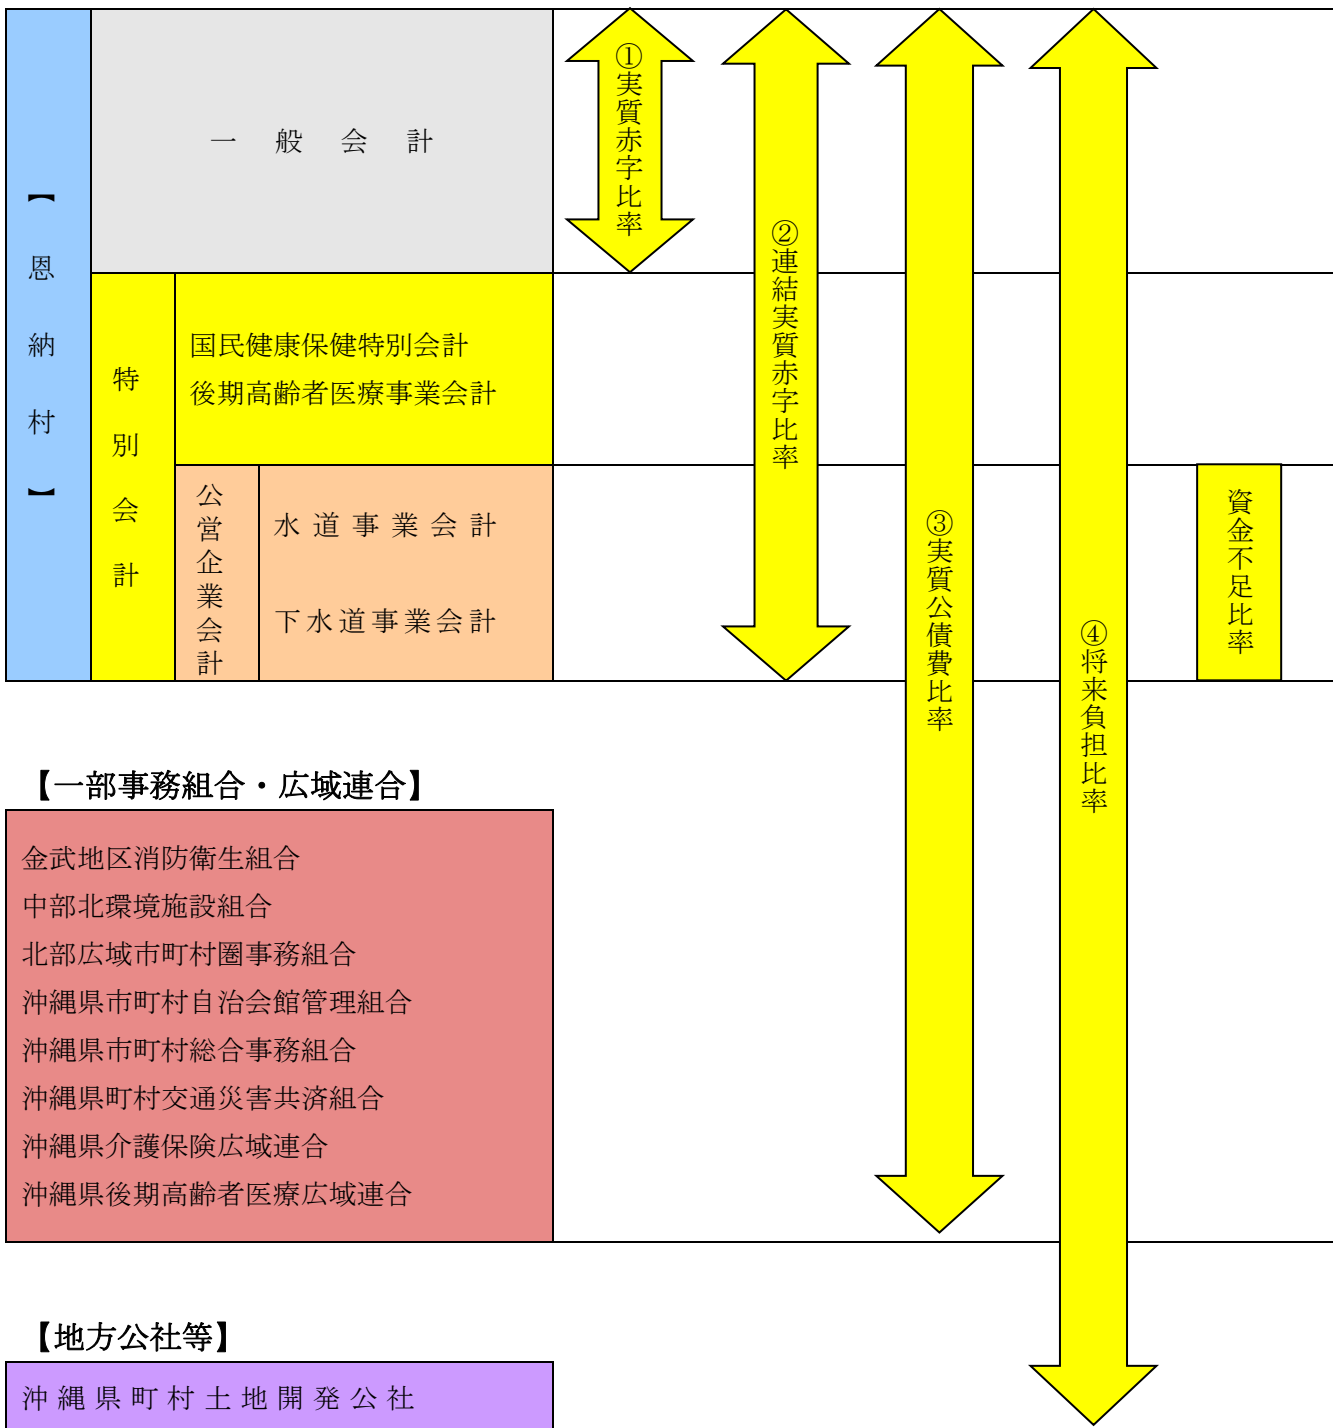 【恩納村】
一般会計
特別会計
国民健康保健特別会計
後期高齢者医療事業会計
公営企業会計
水道事業会計
下水道事業会計
①実質赤字比率
②連結実質赤字比率
③実質公債費比率
④将来負担比率
資金不足比率
【一部事務組合・広域連合】
金武地区消防衛生組合
中部北環境施設組合
北部広域市町村圏事務組合
沖縄県市町村自治会館管理組合
沖縄県市町村総合事務組合
沖縄県町村交通災害共済組合
沖縄県介護保険広域連合
沖縄県後期高齢者医療広域連合
【地方公社等】
沖縄県町村土地開発公社